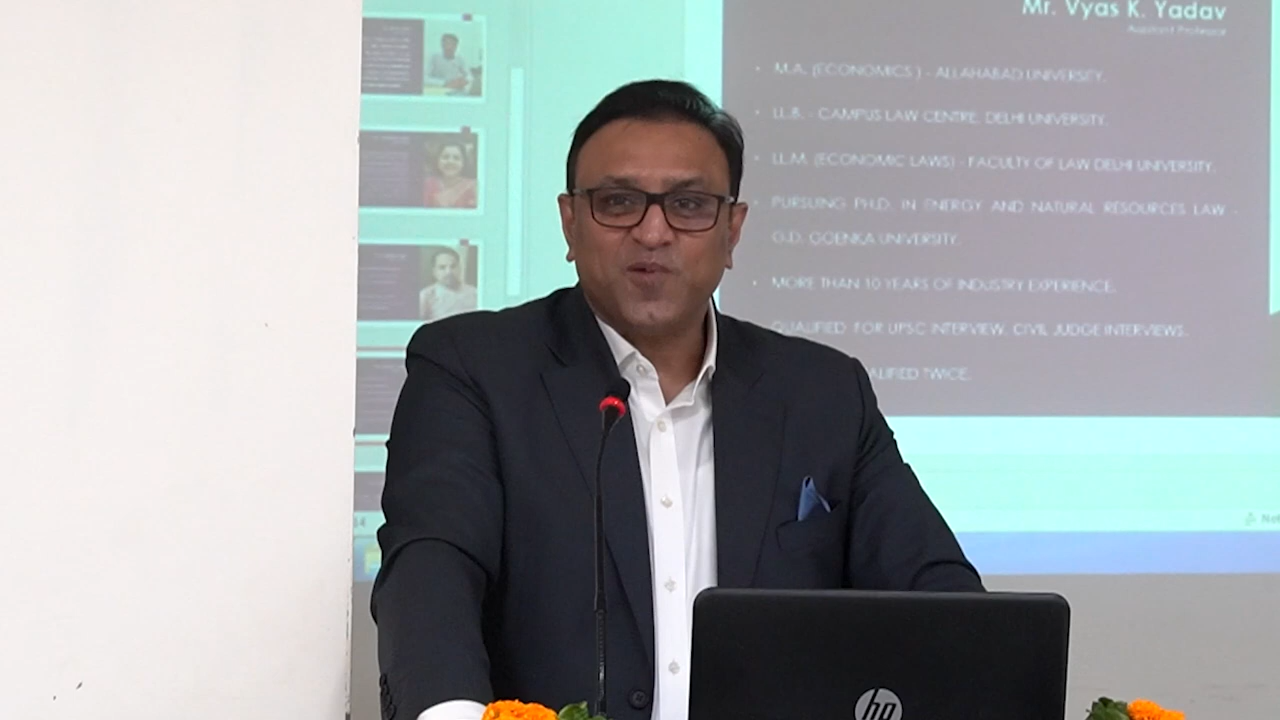 Mr. Vyas K. Yadav
Assistant Professor
• M.A. (ECONOMICS ) - ALLAHABAD UNIVERSITY.
• LL.B. - CAMPUS LAW CENTRE, DELHI UNIVERSITY.
• LL.M. (ECONOMIC LAWS) - FACULTY OF LAW DELHI UNIVERSITY.
• PURSUING PH.D. IN ENERGY AND NATURAL RESOURCES LAW -
G.D. GOENKA UNIVERSITY.
• MORE THAN 10 YEARS OF INDUSTRY EXPERIENCE.
QUALIFIED FOR UPSC INTERVIEW, CIVIL JUDGE INTERVIEWS.
TWICE.
hp